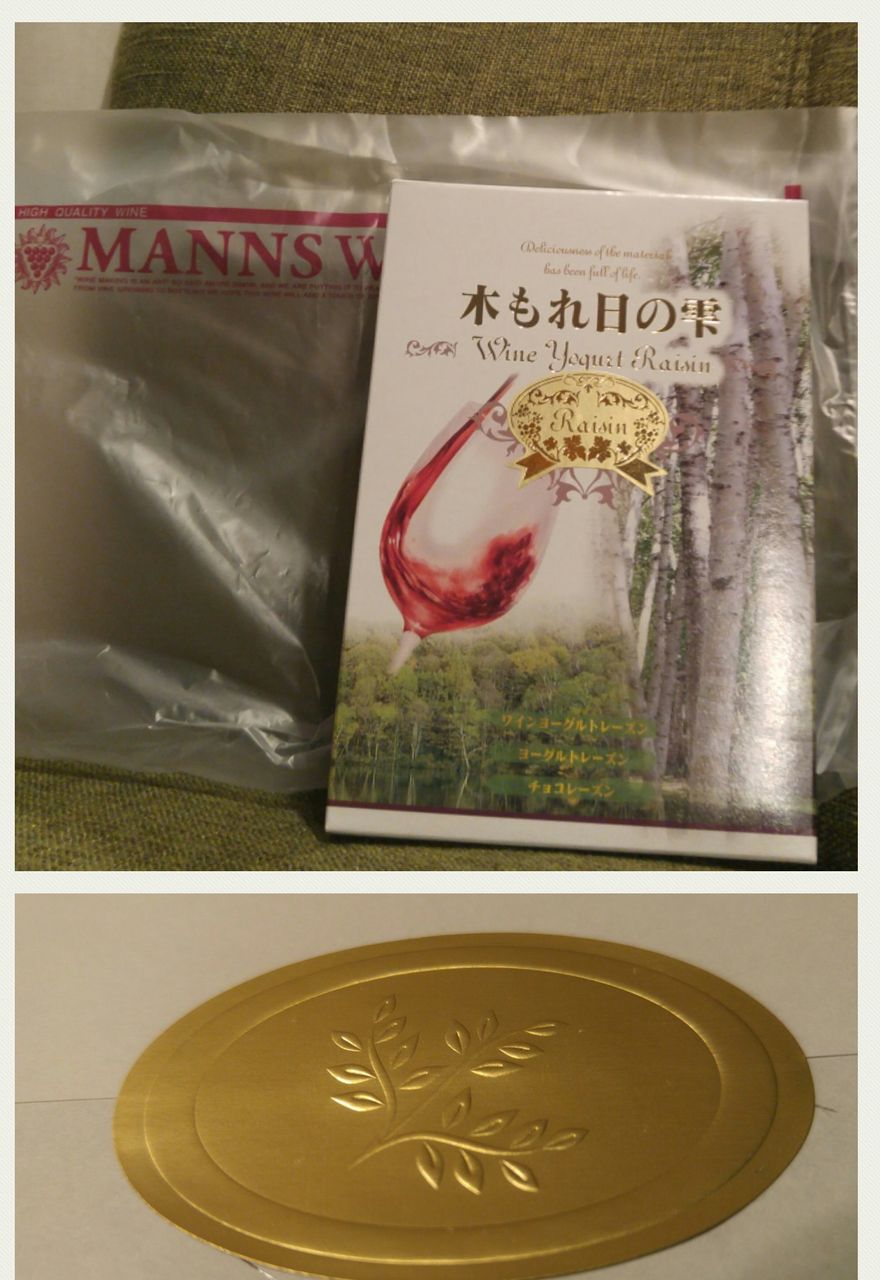 HIGH QUALITY WINE
MANNS W
Deliciousness of the material
has been full of life.
木もれ日の雫
Wine Yogurt Raisin
Raisin
ワインヨーグルトレーズン
ヨーグルトレーズン
チョコレーズン